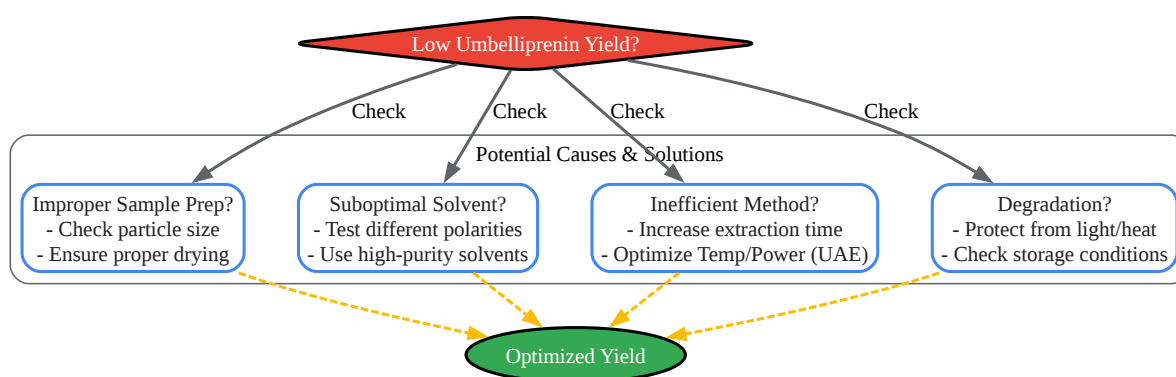 Low Umbelliprenin Yield?
Check
Check
Check
Check
Potential Causes & Solutions
Improper Sample Prep?
- Check particle size
- Ensure proper drying
Suboptimal Solvent?
- Test different polarities
- Use high-purity solvents
Inefficient Method?
- Increase extraction time
- Optimize Temp/Power (UAE)
Degradation?
- Protect from light/heat
- Check storage conditions
Optimized Yield